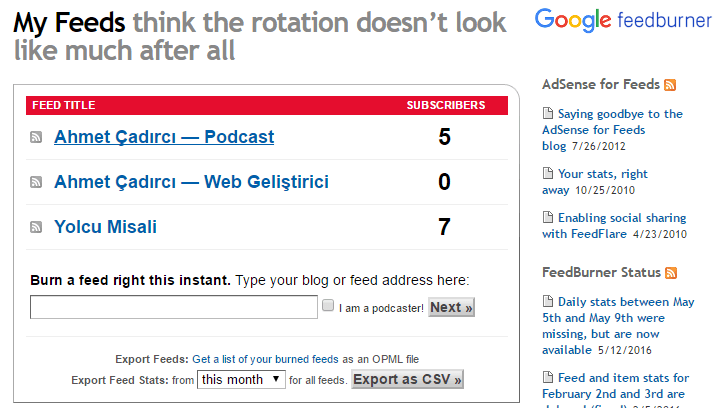 My Feeds think the rotation doesn’t look
like much after all
FEED TITLE SUBSCRIBERS
Ahmet Çadırcı — Podcast 5
Ahmet Çadırcı — Web Geliştirici 0
Yolcu Misali 7
Burn a feed right this instant. Type your blog or feed address here:
I am a podcaster! Next »
Export Feeds: Get a list of your burned feeds as an OPML file
Export Feed Stats: from this month for all feeds. Export as CSV »
Google feedburner
AdSense for Feeds
Saying goodbye to the
AdSense for Feeds
blog 7/26/2012
Your stats, right
away 10/25/2010
Enabling social sharing
with FeedFlare 4/23/2010
FeedBurner Status
Daily stats between May
5th and May 9th were
missing, but are now
available 5/12/2016
Feed and item stats for
February 2nd and 3rd are